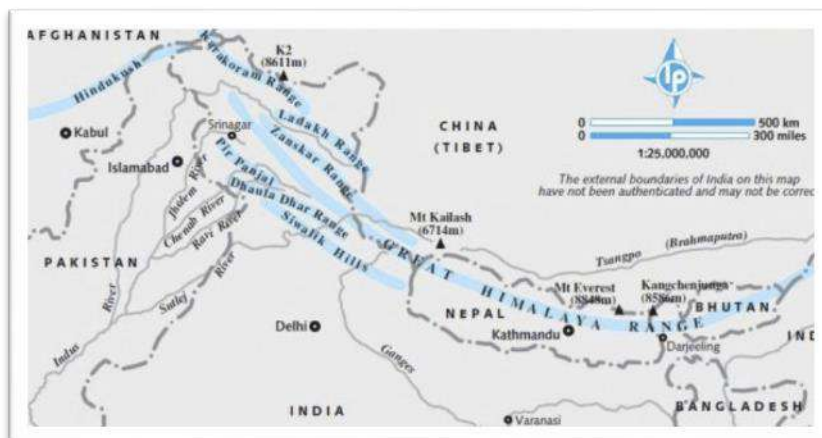 AFGHANISTAN
Hindukush
Karakoram Range
K2
(8611m)
Kabul
Srinagar
Ladakh Range
Zanskar Range
CHINA
(TIBET)
0 500 km
0 300 miles
1:25.000.000
The external boundaries of India on this map
have not been authenticated and may not be correc
Islamabad
Pir Panjal
Dhaula Dhar Range
Siwalik Hills
Jhelem River
Chenab River
Ravi River
Mt Kailash
(6714m)
Tsangpo (Brahmaputra)
PAKISTAN
Sutlej River
Indus River
GREAT HIMALAYA RANGE
Mt Everest
(8848m)
Kangchenjunga
(8586m)
NEPAL
BHUTAN
Delhi
Kathmandu
Darjeeling
IND
Ganges
INDIA
Varanasi
BANGLADESH